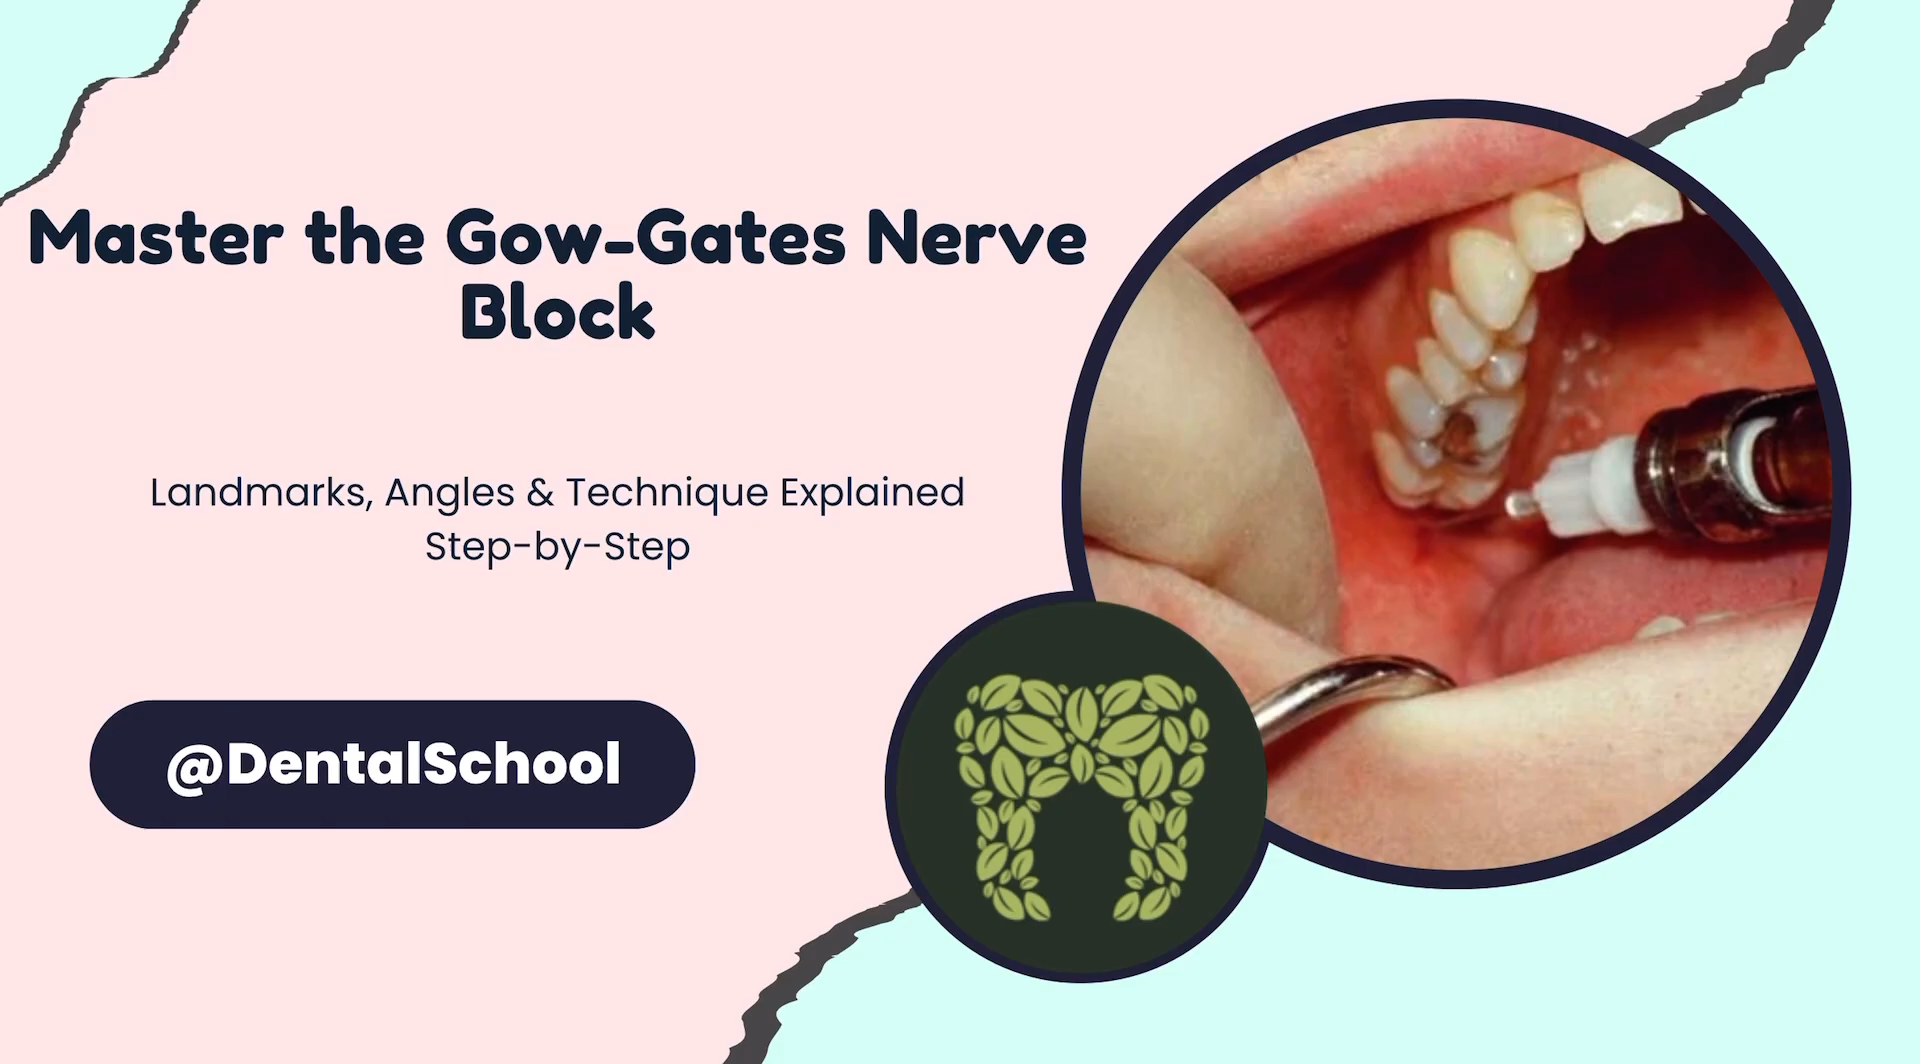 Master the Gow-Gates Nerve
Block
Landmarks, Angles & Technique Explained
Step-by-Step
@DentalSchool